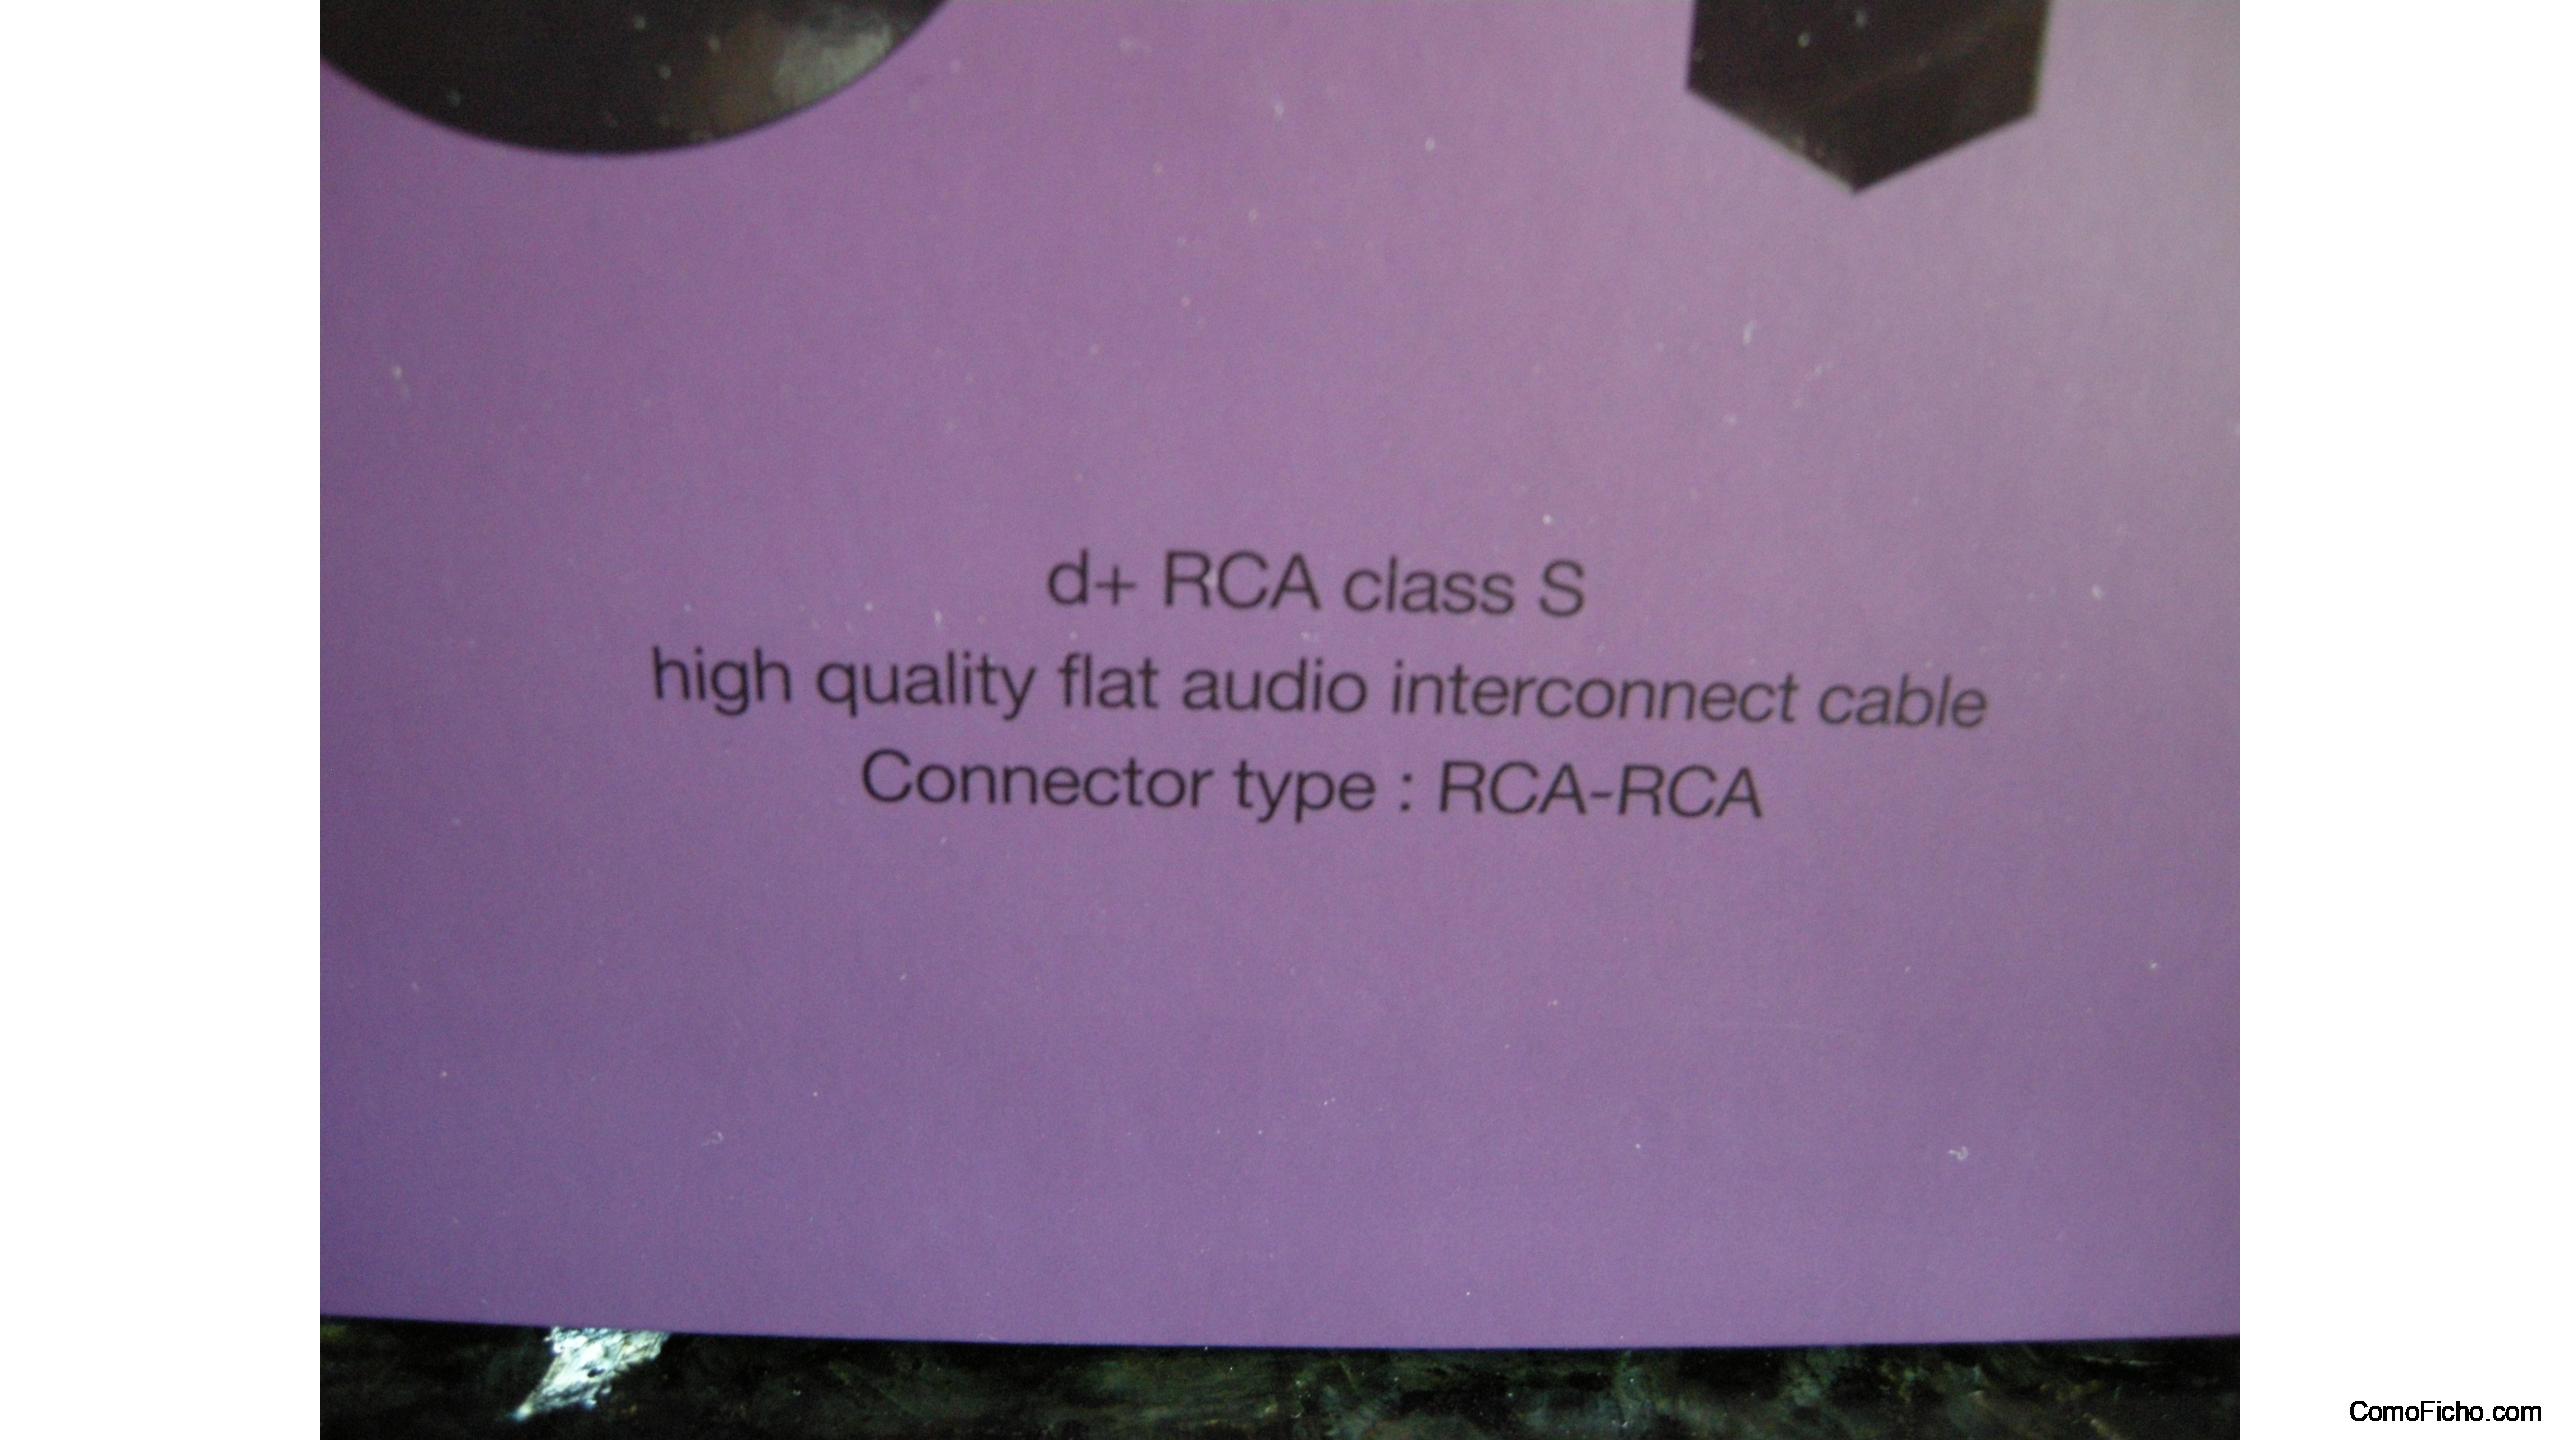 d+ RCA class S
high quality flat audio interconnect cable
Connector type : RCA-RCA
ComoFicho.com